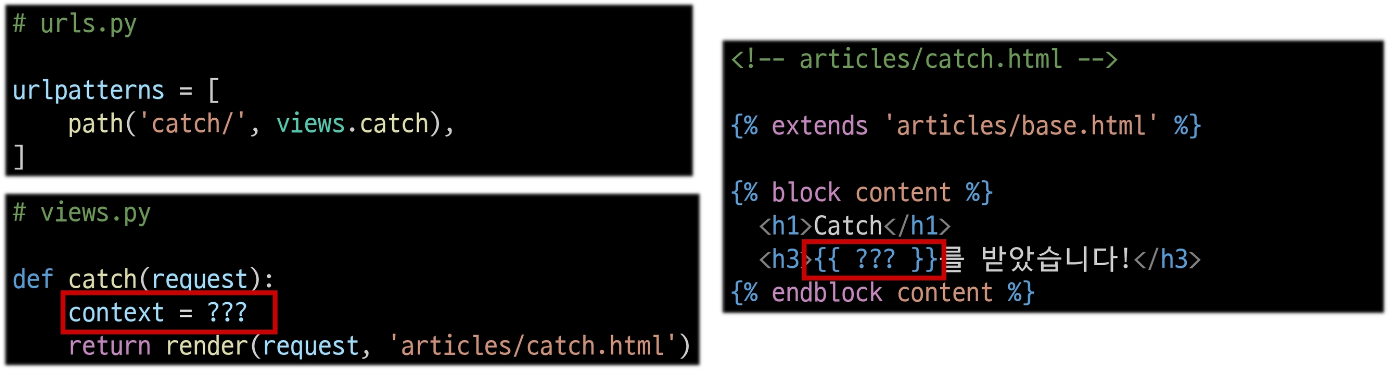 # urls.py
urlpatterns = [
    path('catch/', views.catch),
]
# views.py
def catch(request):
    context = ???
    return render(request, 'articles/catch.html')
<!-- articles/catch.html -->
{% extends 'articles/base.html' %}
{% block content %}
  <h1>Catch</h1>
  <h3>{{ ??? }}를 받았습니다!</h3>
{% endblock content %}